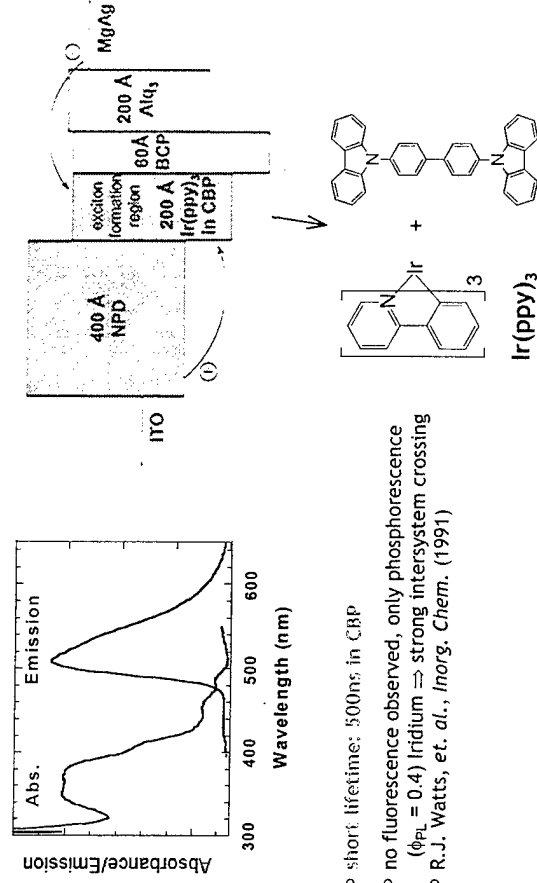 Absorbance/Emission
Abs.
Emission
300
400
500
600
Wavelength (nm)
ITO
400 Å
NPD
exciton
formation
region
200 Å
Ir(ppy)3
in CBP
60Å
BCP
200 Å
Alq3
MgAg
short lifetime: 500ns in CBP
no fluorescence observed, only phosphorescence
(ϕPL = 0.4) Iridium ⇒ strong intersystem crossing
R.J. Watts, et. al., Inorg. Chem. (1991)
N
Ir
3
+
N
N
Ir(ppy)3